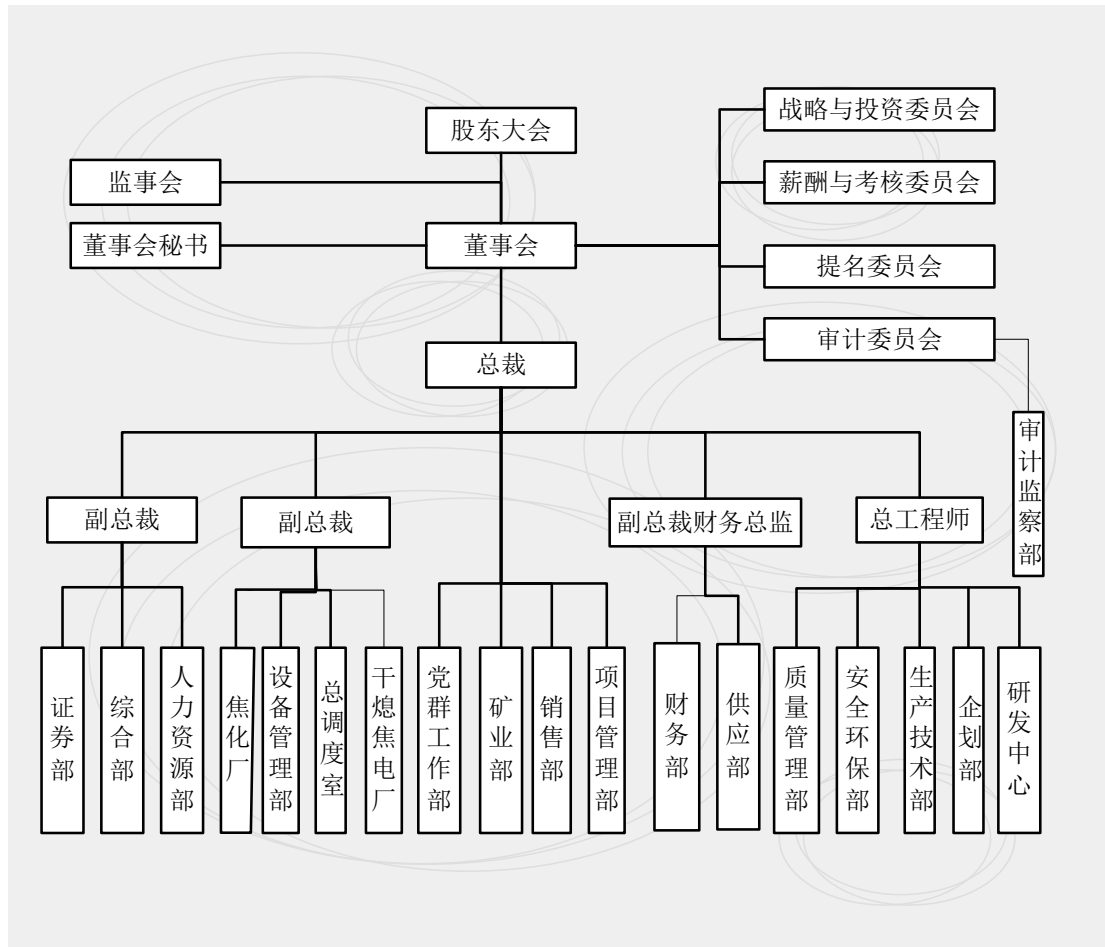 股东大会
监事会
董事会秘书
董事会
战略与投资委员会
薪酬与考核委员会
提名委员会
审计委员会
总裁
审计监察部
副总裁
副总裁
副总裁财务总监
总工程师
证券部
综合部
人力资源部
焦化厂
设备管理部
总调度室
干熄焦电厂
党群工作部
矿业部
销售部
项目管理部
财务部
供应部
质量管理部
安全环保部
生产技术部
企划部
研发中心